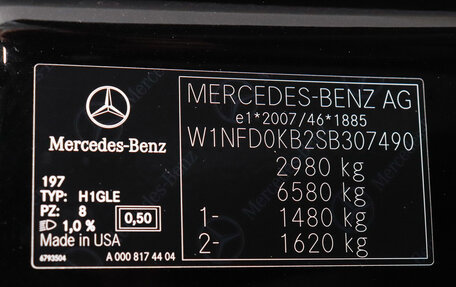 Mercedes-Benz
197
TYP: H1GLE
PZ: 8
0,50
1,0 %
Made in USA
6793504
A 000 817 44 04
MERCEDES-BENZ AG
e1*2007/46*1885
W1NFD0KB2SB307490
2980 kg
6580 kg
1- 1480 kg
2- 1620 kg